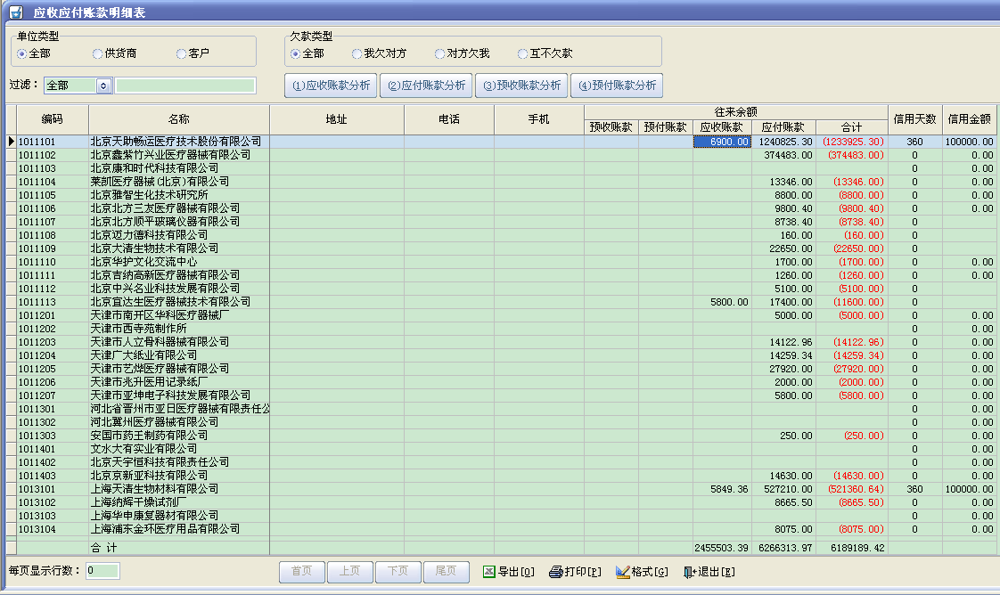 应收应付账款明细表
单位类型 欠款类型
全部 供货商 客户 全部 我欠对方 对方欠我 互不欠款
过滤： 全部 (1)应收账款分析 (2)应付账款分析 (3)预收账款分析 (4)预付账款分析
编码 名称 地址 电话 手机 往来余额 信用天数 信用金额
预收账款 预付账款 应收账款 应付账款 合计
1011101 北京天助畅运医疗技术股份有限公司 6900.00 1240825.30 (1233925.30) 360 100000.00
1011102 北京鑫紫竹兴业医疗器械有限公司 374483.00 (374483.00) 0 0.00
1011103 北京康和时代科技有限公司 0 0.00
1011104 莱凯医疗器械(北京)有限公司 13346.00 (13346.00) 0 0.00
1011105 北京雅智生化技术研究所 8800.00 (8800.00) 0 0.00
1011106 北京北方三友医疗器械有限公司 9800.40 (9800.40) 0 0.00
1011107 北京北方顺平玻璃仪器有限公司 8738.40 (8738.40) 0
1011108 北京迈力德科技有限公司 160.00 (160.00) 0
1011109 北京大清生物技术有限公司 22650.00 (22650.00) 0
1011110 北京华护文化交流中心 1700.00 (1700.00) 0 0.00
1011111 北京吉纳高新医疗器械有限公司 1260.00 (1260.00) 0 0.00
1011112 北京中兴名业科技发展有限公司 5100.00 (5100.00) 0
1011113 北京宜达生医疗器械技术有限公司 5800.00 17400.00 (11600.00) 0
1011201 天津市南开区华科医疗器械厂 5000.00 (5000.00) 0 0.00
1011202 天津市西寺苑制作所 0 0.00
1011203 天津市人立骨科器械有限公司 14122.96 (14122.96) 0 0.00
1011204 天津广大纸业有限公司 14259.34 (14259.34) 0 0.00
1011205 天津市艺烨医疗器械有限公司 27920.00 (27920.00) 0 0.00
1011206 天津市兆升医用记录纸厂 2000.00 (2000.00) 0 0.00
1011207 天津市亚坤电子科技发展有限公司 5800.00 (5800.00) 0 0.00
1011301 河北省晋州市亚日医疗器械有限责任公 0 0.00
1011302 河北冀州医疗器械有限公司 0 0.00
1011303 安国市药王制药有限公司 250.00 (250.00) 0 0.00
1011401 文水大有实业有限公司 0 0.00
1011402 北京天宇恒科技有限责任公司 0 0.00
1011403 北京京新亚科技有限公司 14630.00 (14630.00) 0 0.00
1013101 上海天清生物材料有限公司 5849.36 527210.00 (521360.64) 360 100000.00
1013102 上海纳辉干燥试剂厂 8665.50 (8665.50) 0 0.00
1013103 上海华申康复器材有限公司 0 0.00
1013104 上海浦东金环医疗用品有限公司 8075.00 (8075.00) 0 0.00
合 计 2455503.39 6266313.97 6189189.42
每页显示行数： 0 首页 上页 下页 尾页 导出[O] 打印[P] 格式[G] 退出[E]